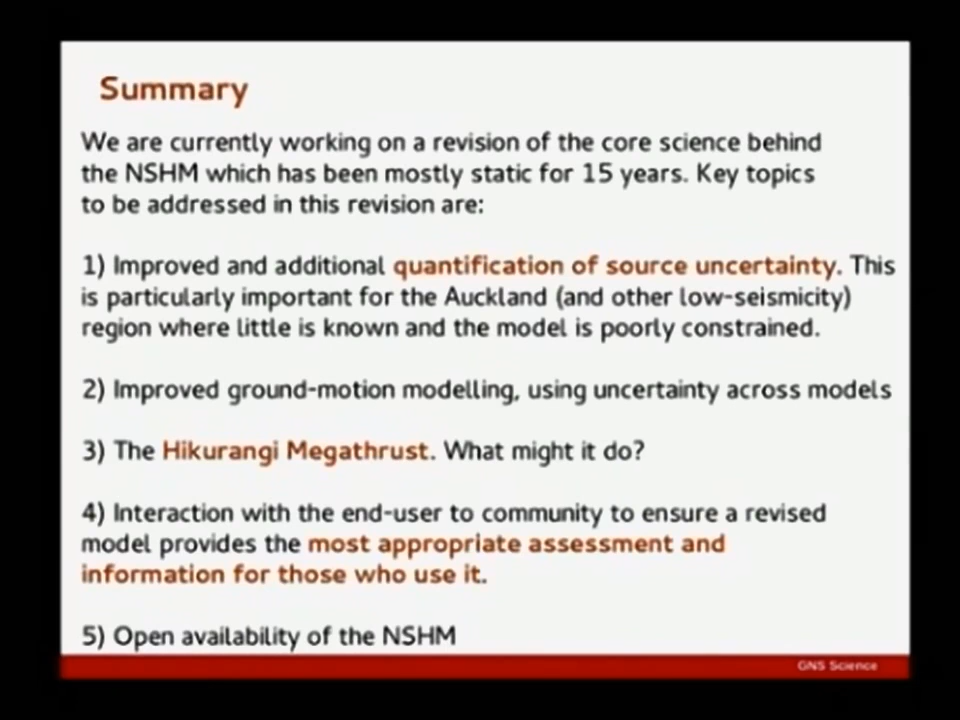 Summary
We are currently working on a revision of the core science behind
the NSHM which has been mostly static for 15 years. Key topics
to be addressed in this revision are:
1) Improved and additional quantification of source uncertainty. This
is particularly important for the Auckland (and other low-seismicity)
region where little is known and the model is poorly constrained.
2) Improved ground-motion modelling, using uncertainty across models
3) The Hikurangi Megathrust. What might it do?
4) Interaction with the end-user to community to ensure a revised
model provides the most appropriate assessment and
information for those who use it.
5) Open availability of the NSHM
GNS Science